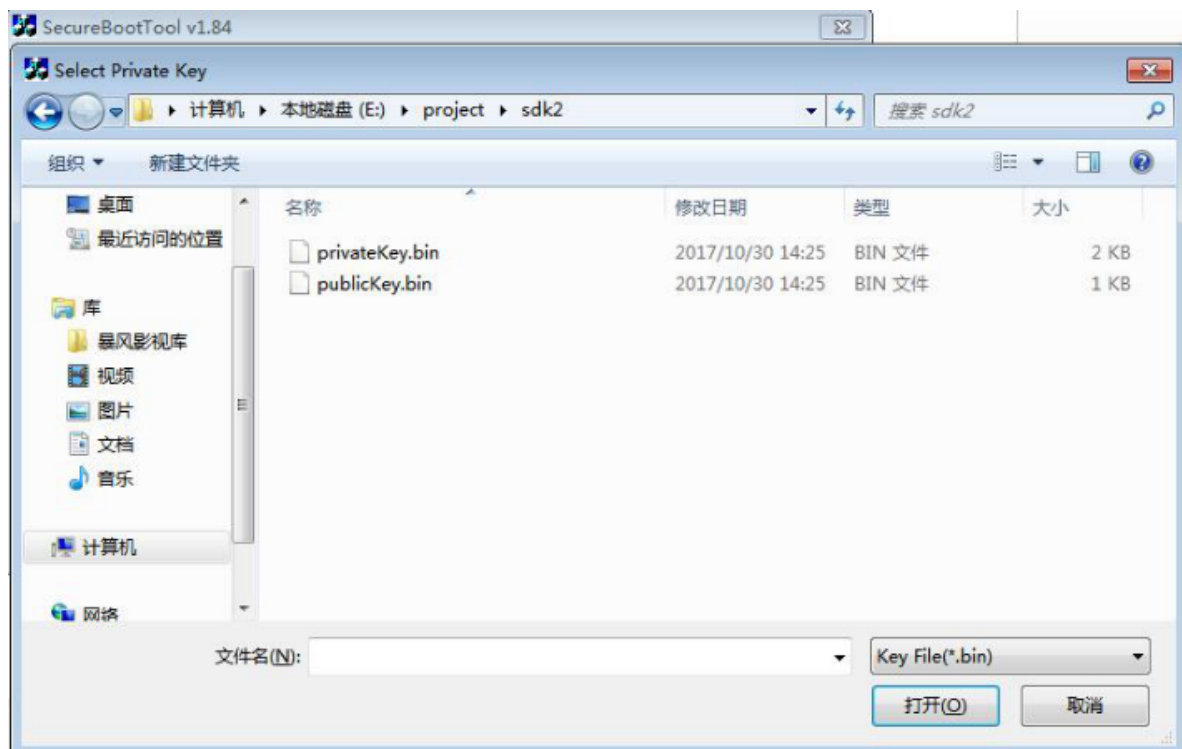 SecureBootTool v1.84
Select Private Key
计算机 本地磁盘 (E:) project sdk2
搜索 sdk2
组织 新建文件夹
桌面
最近访问的位置
库
暴风影视库
视频
图片
文档
音乐
计算机
网络
名称 修改日期 类型 大小
privateKey.bin 2017/10/30 14:25 BIN 文件 2 KB
publicKey.bin 2017/10/30 14:25 BIN 文件 1 KB
文件名(N):
Key File(*.bin)
打开(O) 取消